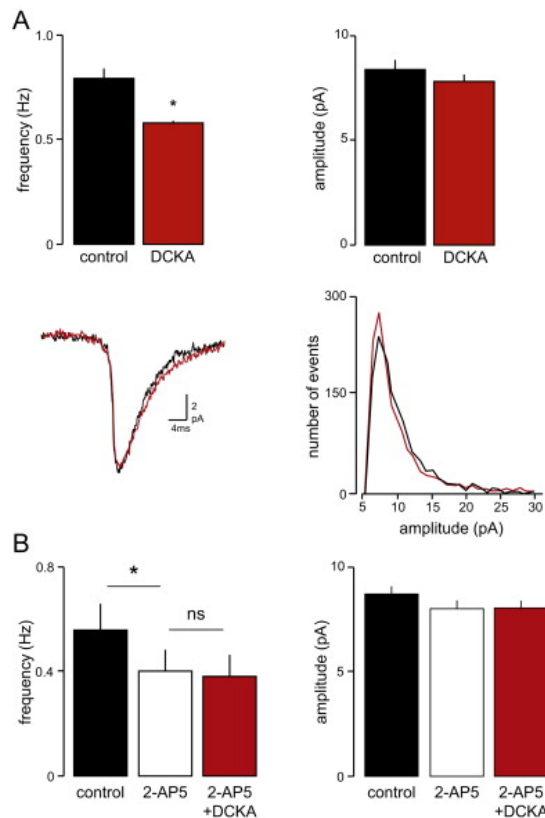 A
1.0
0.5
0
frequency (Hz)
*
control
DCKA
10
5
0
amplitude (pA)
control
DCKA
2
pA
4ms
300
150
0
number of events
5
10
15
20
25
30
amplitude (pA)
B
0.8
0.4
0
frequency (Hz)
*
ns
control
2-AP5
2-AP5
+DCKA
10
5
0
amplitude (pA)
control
2-AP5
2-AP5
+DCKA